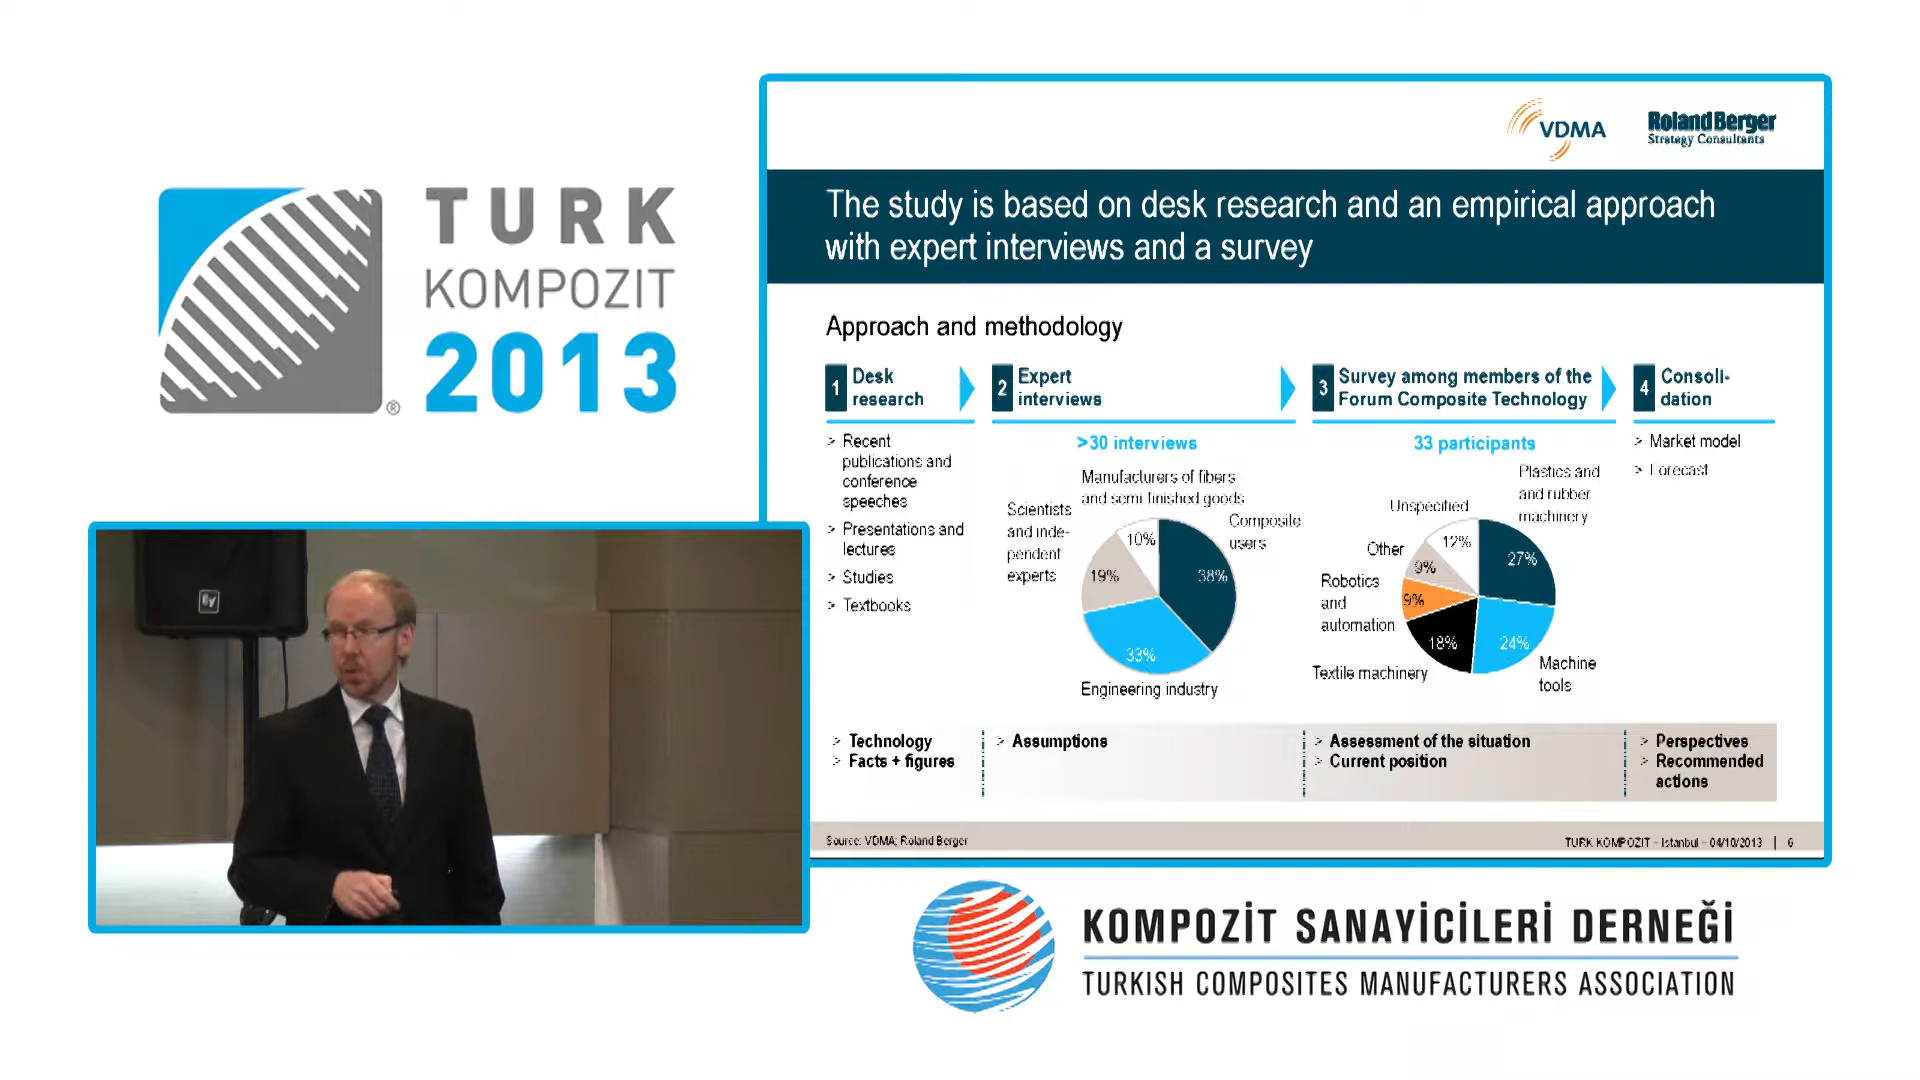 TURK
KOMPOZIT
2013
®
VDMA
Roland Berger
Strategy Consultants
The study is based on desk research and an empirical approach
with expert interviews and a survey
Approach and methodology
1 Desk
research
> Recent
publications and
conference
speeches
> Presentations and
lectures
> Studies
> Textbooks
2 Expert
interviews
>30 interviews
Manufacturers of fibers
and semi finished goods
Scientists
and inde-
pendent
experts
Composite
users
10%
19%
38%
33%
Engineering industry
3 Survey among members of the
Forum Composite Technology
33 participants
Plastics and
and rubber
machinery
Unspecified
Other
Robotics
and
automation
Textile machinery
Machine
tools
12%
27%
9%
9%
18%
24%
4 Consoli-
dation
> Market model
> Forecast
> Technology
> Facts + figures
> Assumptions
> Assessment of the situation
> Current position
> Perspectives
> Recommended
actions
Source: VDMA; Roland Berger
TURK KOMPOZIT - Istanbul - 04/10/2013 | 6
EV
KOMPOZİT SANAYİCİLERİ DERNEĞİ
TURKISH COMPOSITES MANUFACTURERS ASSOCIATION